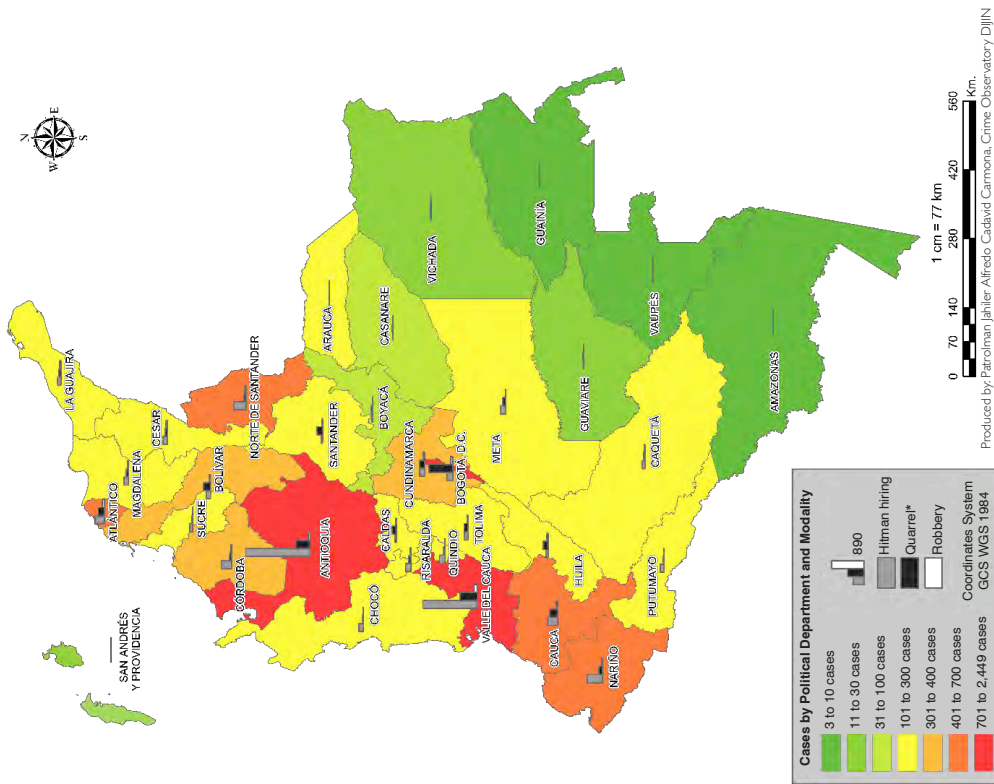 N
W
E
S
SAN ANDRÉS
Y PROVIDENCIA
LA GUAJIRA
ATLÁNTICO
MAGDALENA
CESAR
SUCRE
BOLÍVAR
NORTE DE SANTANDER
CÓRDOBA
ANTIOQUIA
SANTANDER
ARAUCA
CHOCÓ
CALDAS
RISARALDA
QUINDIO
TOLIMA
BOYACÁ
CASANARE
CUNDINAMARCA
BOGOTÁ, D.C.
VICHADA
VALLE DEL CAUCA
META
GUAINÍA
CAUCA
HUILA
GUAVIARE
VAUPÉS
NARIÑO
PUTUMAYO
CAQUETÁ
AMAZONAS
Cases by Political Department and Modality
3 to 10 cases
11 to 30 cases
31 to 100 cases
101 to 300 cases
301 to 400 cases
401 to 700 cases
701 to 2,449 cases
890
Hitman hiring
Quarrel*
Robbery
Coordinates System
GCS WGS 1984
1 cm = 77 km
0 70 140 280 420 560
Km.
Produced by: Patrolman Jahiler Alfredo Cadavid Carmona, Crime Observatory DIJIN